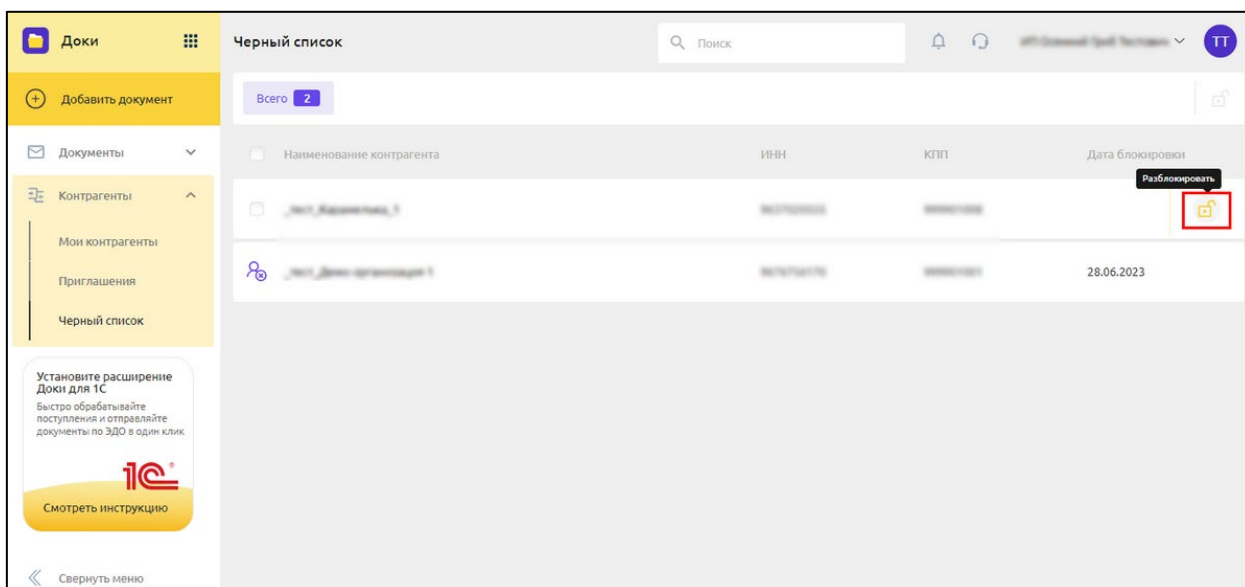 Доки
Черный список
Поиск
ТТ
Добавить документ
Всего 2
Документы
Наименование контрагента
ИНН
КПП
Дата блокировки
Разблокировать
Контрагенты
Мои контрагенты
Приглашения
28.06.2023
Черный список
Установите расширение
Доки для 1С
Быстро обрабатывайте
поступления и отправляйте
документы по ЭДО в один клик
1С
Смотреть инструкцию
Свернуть меню